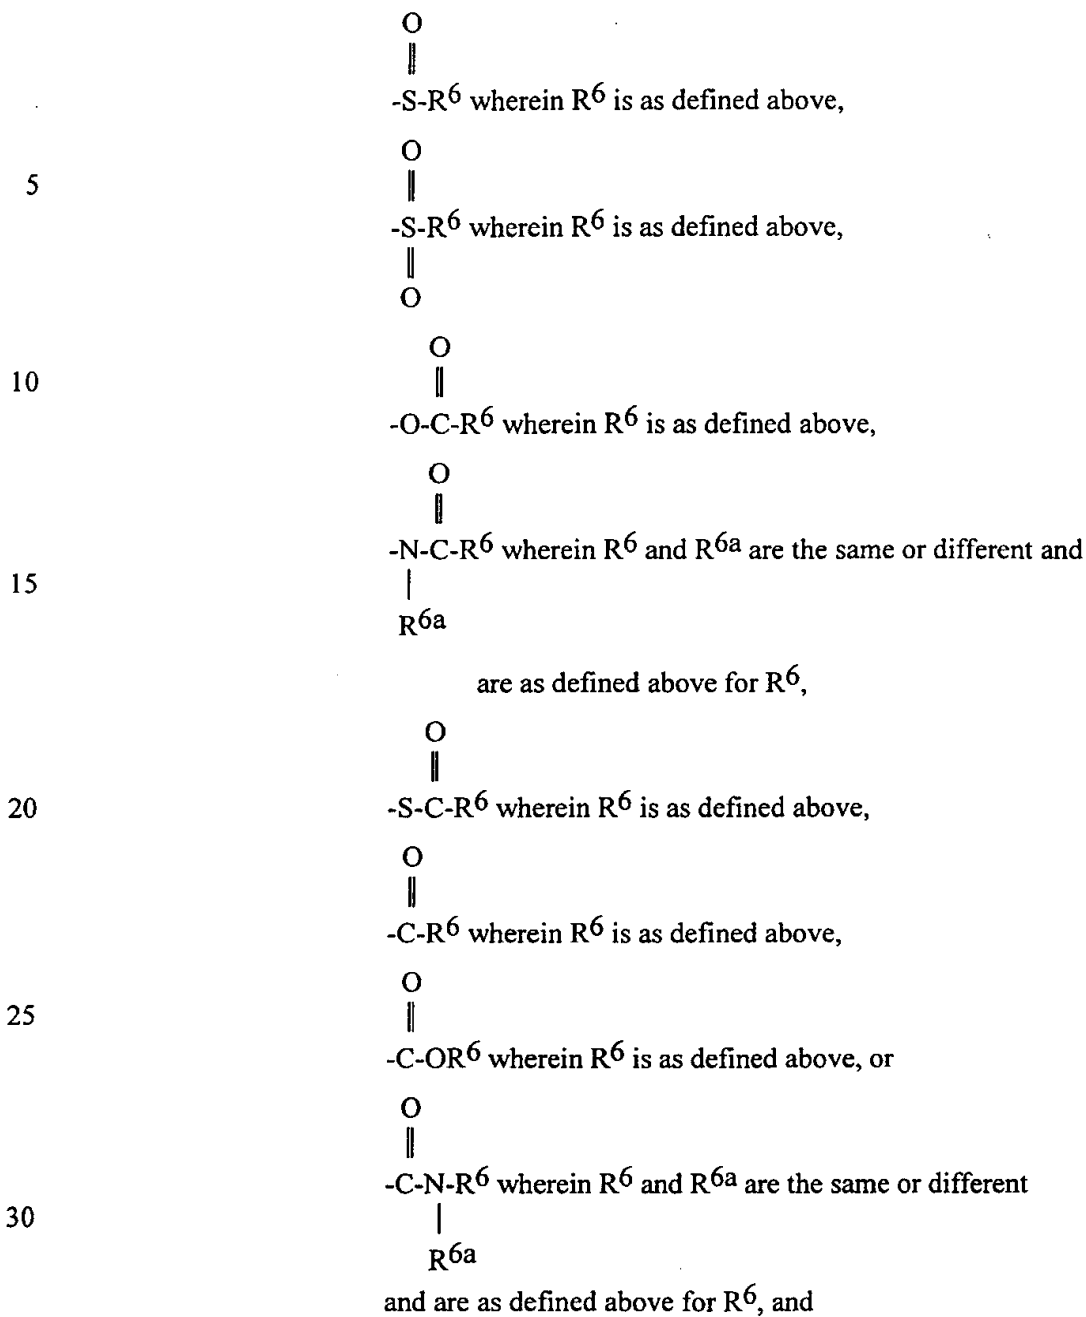 O
||
-S-R6 wherein R6 is as defined above,
O
5 ||
-S-R6 wherein R6 is as defined above,
||
O
O
10 ||
-O-C-R6 wherein R6 is as defined above,
O
||
-N-C-R6 wherein R6 and R6a are the same or different and
15 |
R6a
are as defined above for R6,
O
||
20 -S-C-R6 wherein R6 is as defined above,
O
||
-C-R6 wherein R6 is as defined above,
O
25 ||
-C-OR6 wherein R6 is as defined above, or
O
||
-C-N-R6 wherein R6 and R6a are the same or different
30 |
R6a
and are as defined above for R6, and